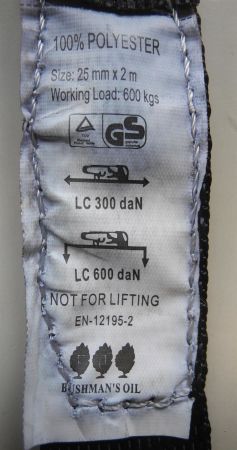 100% POLYESTER
Size: 25 mm x 2 m
Working Load: 600 kgs
GS
LC 300 daN
LC 600 daN
NOT FOR LIFTING
EN-12195-2
BUSHMAN'S OIL